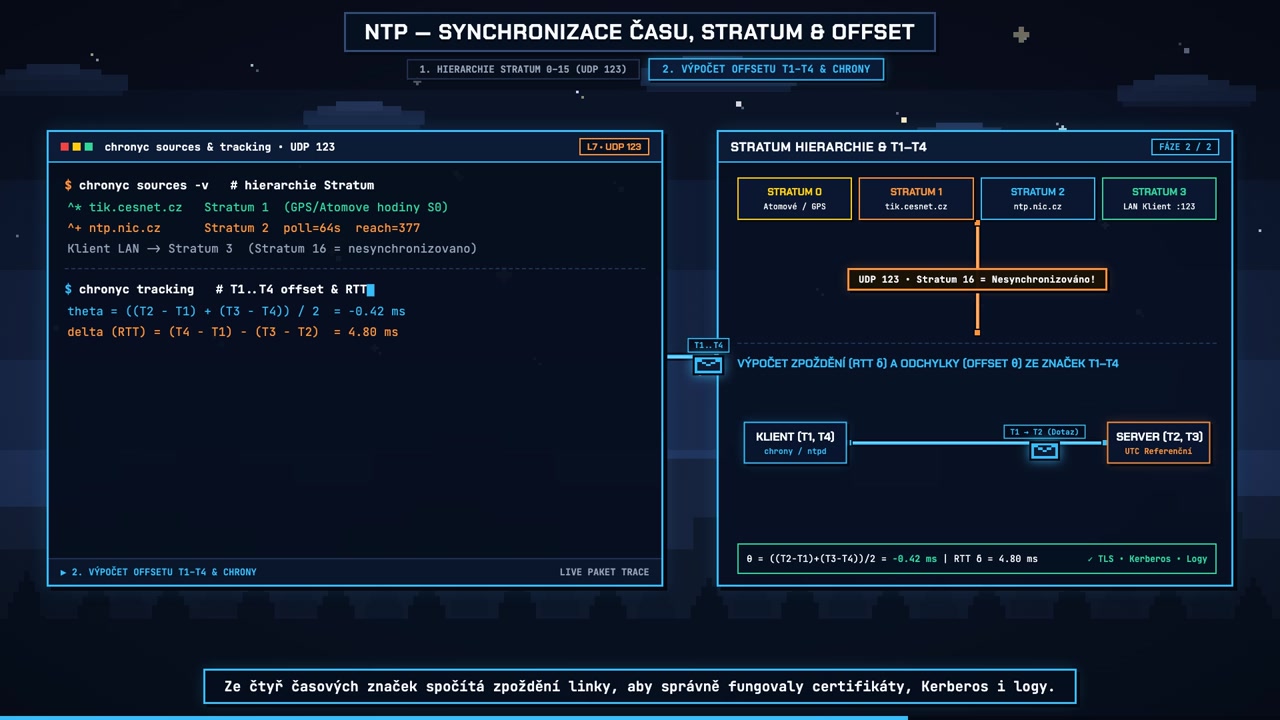 NTP – SYNCHRONIZACE ČASU, STRATUM & OFFSET
1. HIERARCHIE STRATUM 0–15 (UDP 123)
2. VÝPOČET OFFSETU T1–T4 & CHRONY
chronyc sources & tracking • UDP 123
L7 • UDP 123
$ chronyc sources -v # hierarchie Stratum
^* tik.cesnet.cz Stratum 1 (GPS/Atomove hodiny S0)
^+ ntp.nic.cz Stratum 2 poll=64s reach=377
Klient LAN –> Stratum 3 (Stratum 16 = nesynchronizovano)
$ chronyc tracking # T1..T4 offset & RTT
theta = ((T2 - T1) + (T3 - T4)) / 2 = -0.42 ms
delta (RTT) = (T4 - T1) - (T3 - T2) = 4.80 ms
▶ 2. VÝPOČET OFFSETU T1–T4 & CHRONY
LIVE PAKET TRACE
T1..T4
STRATUM HIERARCHIE & T1–T4
FÁZE 2 / 2
STRATUM 0
Atomové / GPS
STRATUM 1
tik.cesnet.cz
STRATUM 2
ntp.nic.cz
STRATUM 3
LAN Klient :123
UDP 123 • Stratum 16 = Nesynchronizováno!
VÝPOČET ZPOŽDĚNÍ (RTT δ) A ODCHYLKY (OFFSET θ) ZE ZNAČEK T1–T4
KLIENT (T1, T4)
chrony / ntpd
T1 → T2 (Dotaz)
SERVER (T2, T3)
UTC Referenční
θ = ((T2-T1)+(T3-T4))/2 = -0.42 ms | RTT δ = 4.80 ms
✓ TLS • Kerberos • Logy
Ze čtyř časových značek spočítá zpoždění linky, aby správně fungovaly certifikáty, Kerberos i logy.